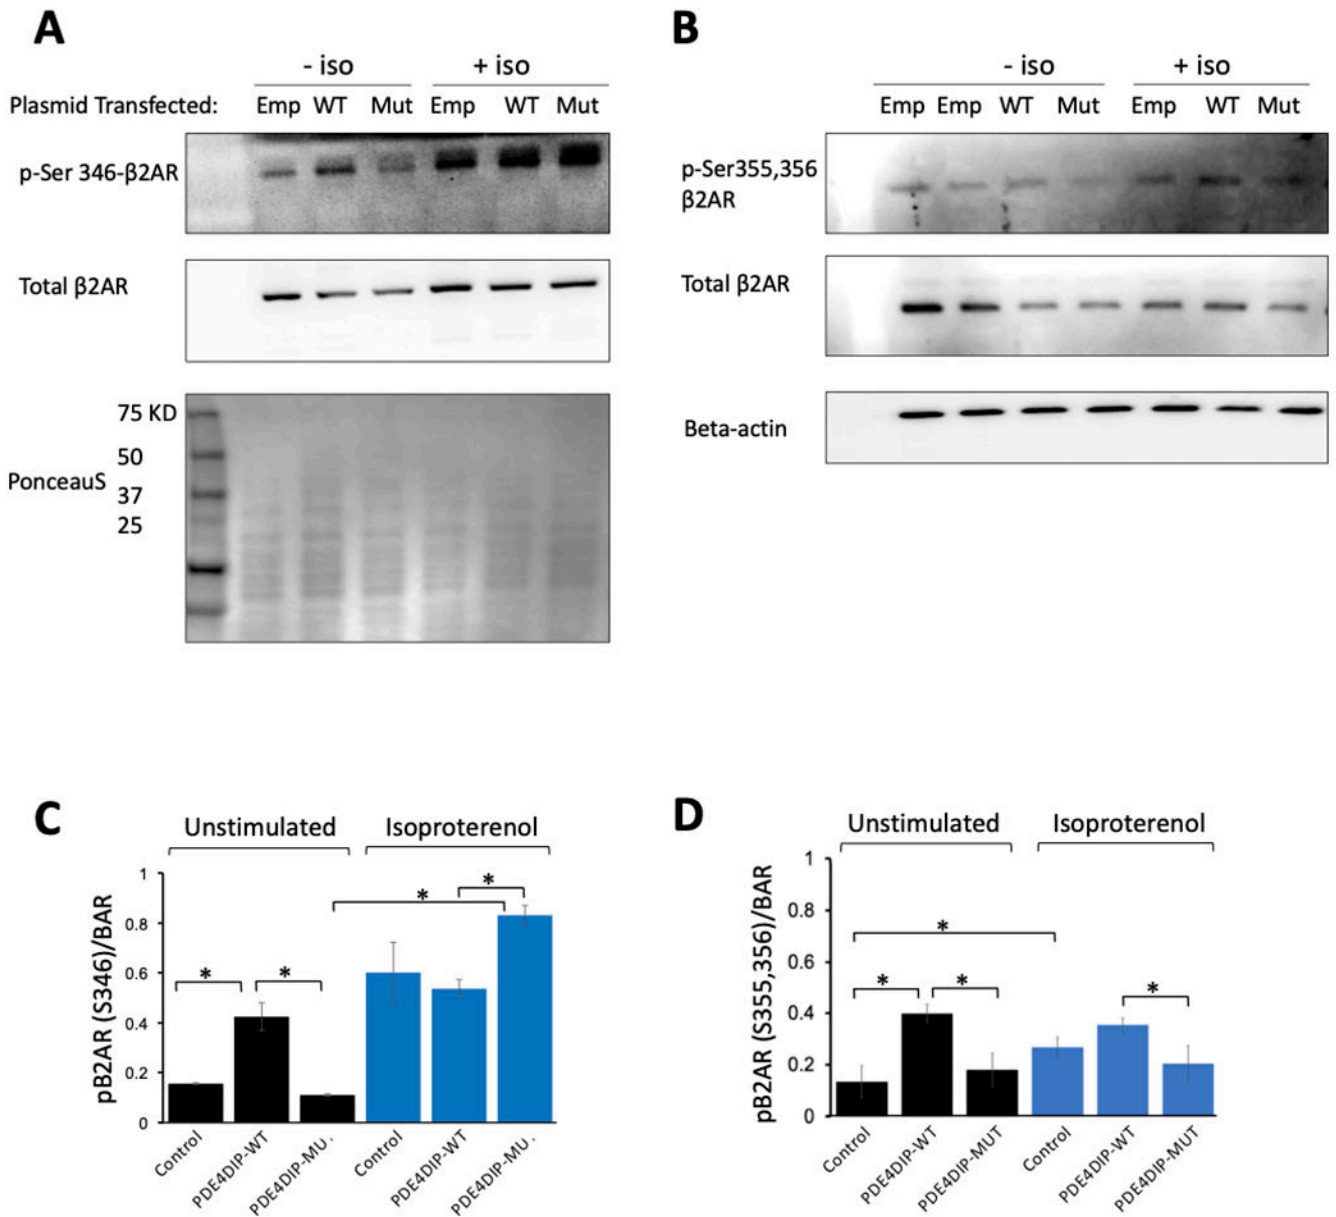 A
- iso + iso
Plasmid Transfected: Emp WT Mut Emp WT Mut
p-Ser 346-β2AR
Total β2AR
75 KD
50
PonceauS
37
25
B
- iso + iso
Emp Emp WT Mut Emp WT Mut
p-Ser355,356
β2AR
Total β2AR
Beta-actin
C
Unstimulated Isoproterenol
pB2AR (S346)/BAR
1
0.8
0.6
0.4
0.2
0
* * * *
Control PDE4DIP-WT PDE4DIP-MU. Control PDE4DIP-WT PDE4DIP-MU.
D
Unstimulated Isoproterenol
pB2AR (S355,356)/BAR
1
0.8
0.6
0.4
0.2
0
* * * *
Control PDE4DIP-WT PDE4DIP-MUT Control PDE4DIP-WT PDE4DIP-MUT